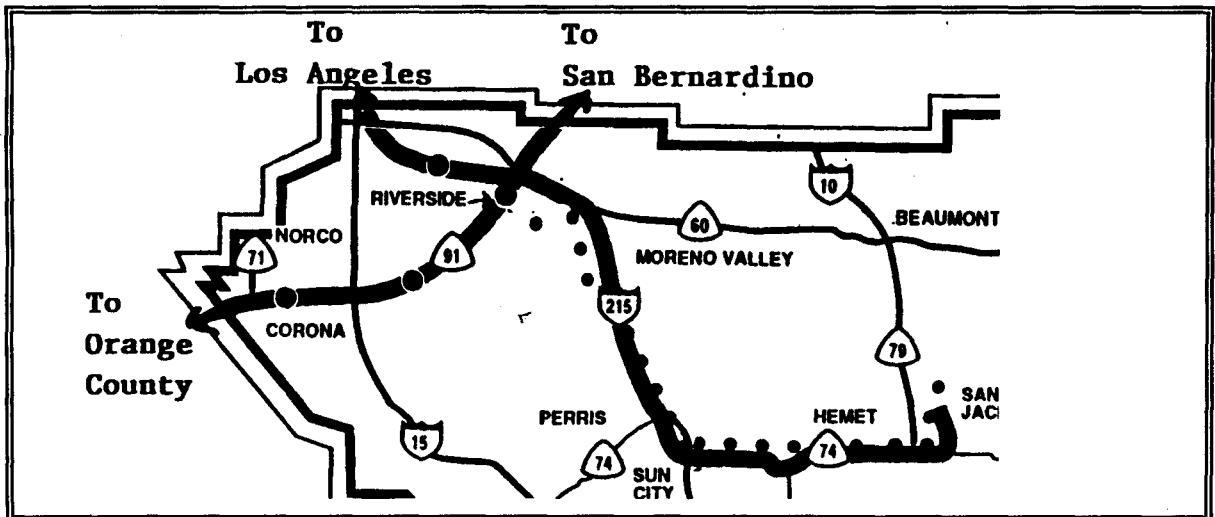 To
Los Angeles
To
San Bernardino
10
RIVERSIDE
BEAUMONT
60
NORCO
MORENO VALLEY
71
91
To
Orange
County
215
CORONA
79
SAN
JACI
PERRIS
HEMET
15
74
74
SUN
CITY